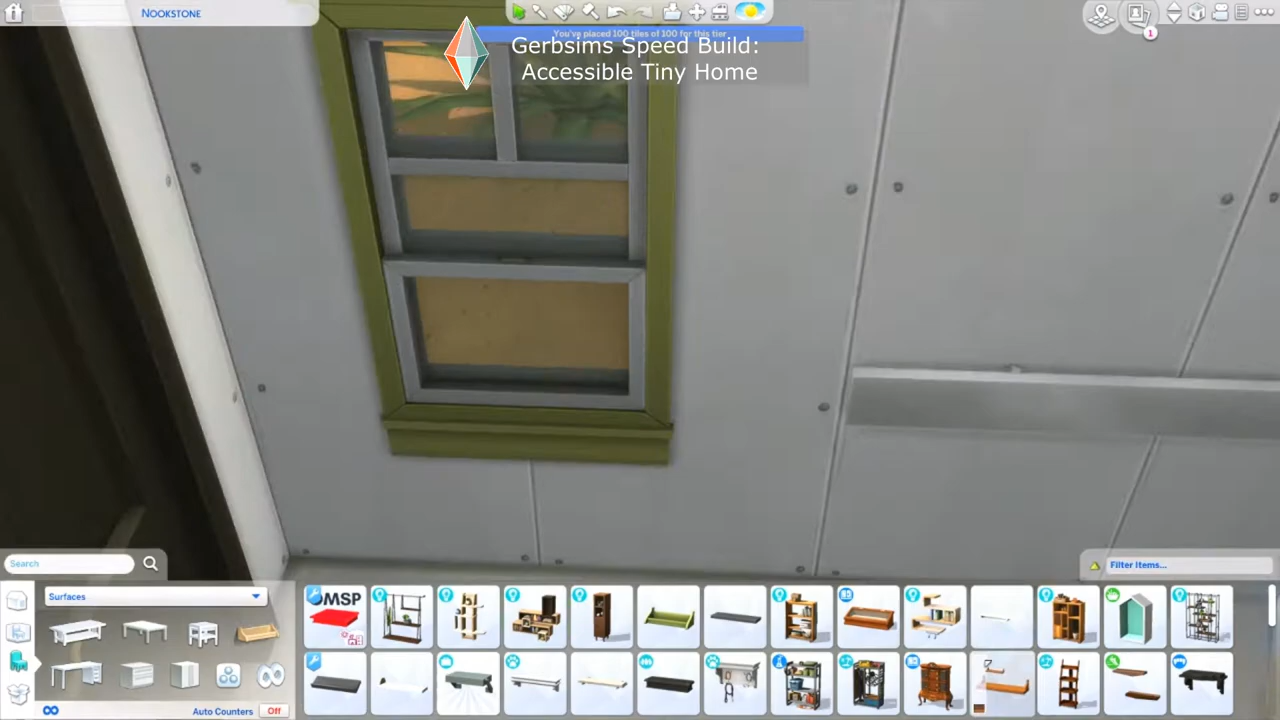 Nookstone
You've placed 100 tiles of 100 for this tier
Gerbsims Speed Build:
Accessible Tiny Home
1
Search
Filter Items...
Surfaces
MSP
Auto Counters
Off